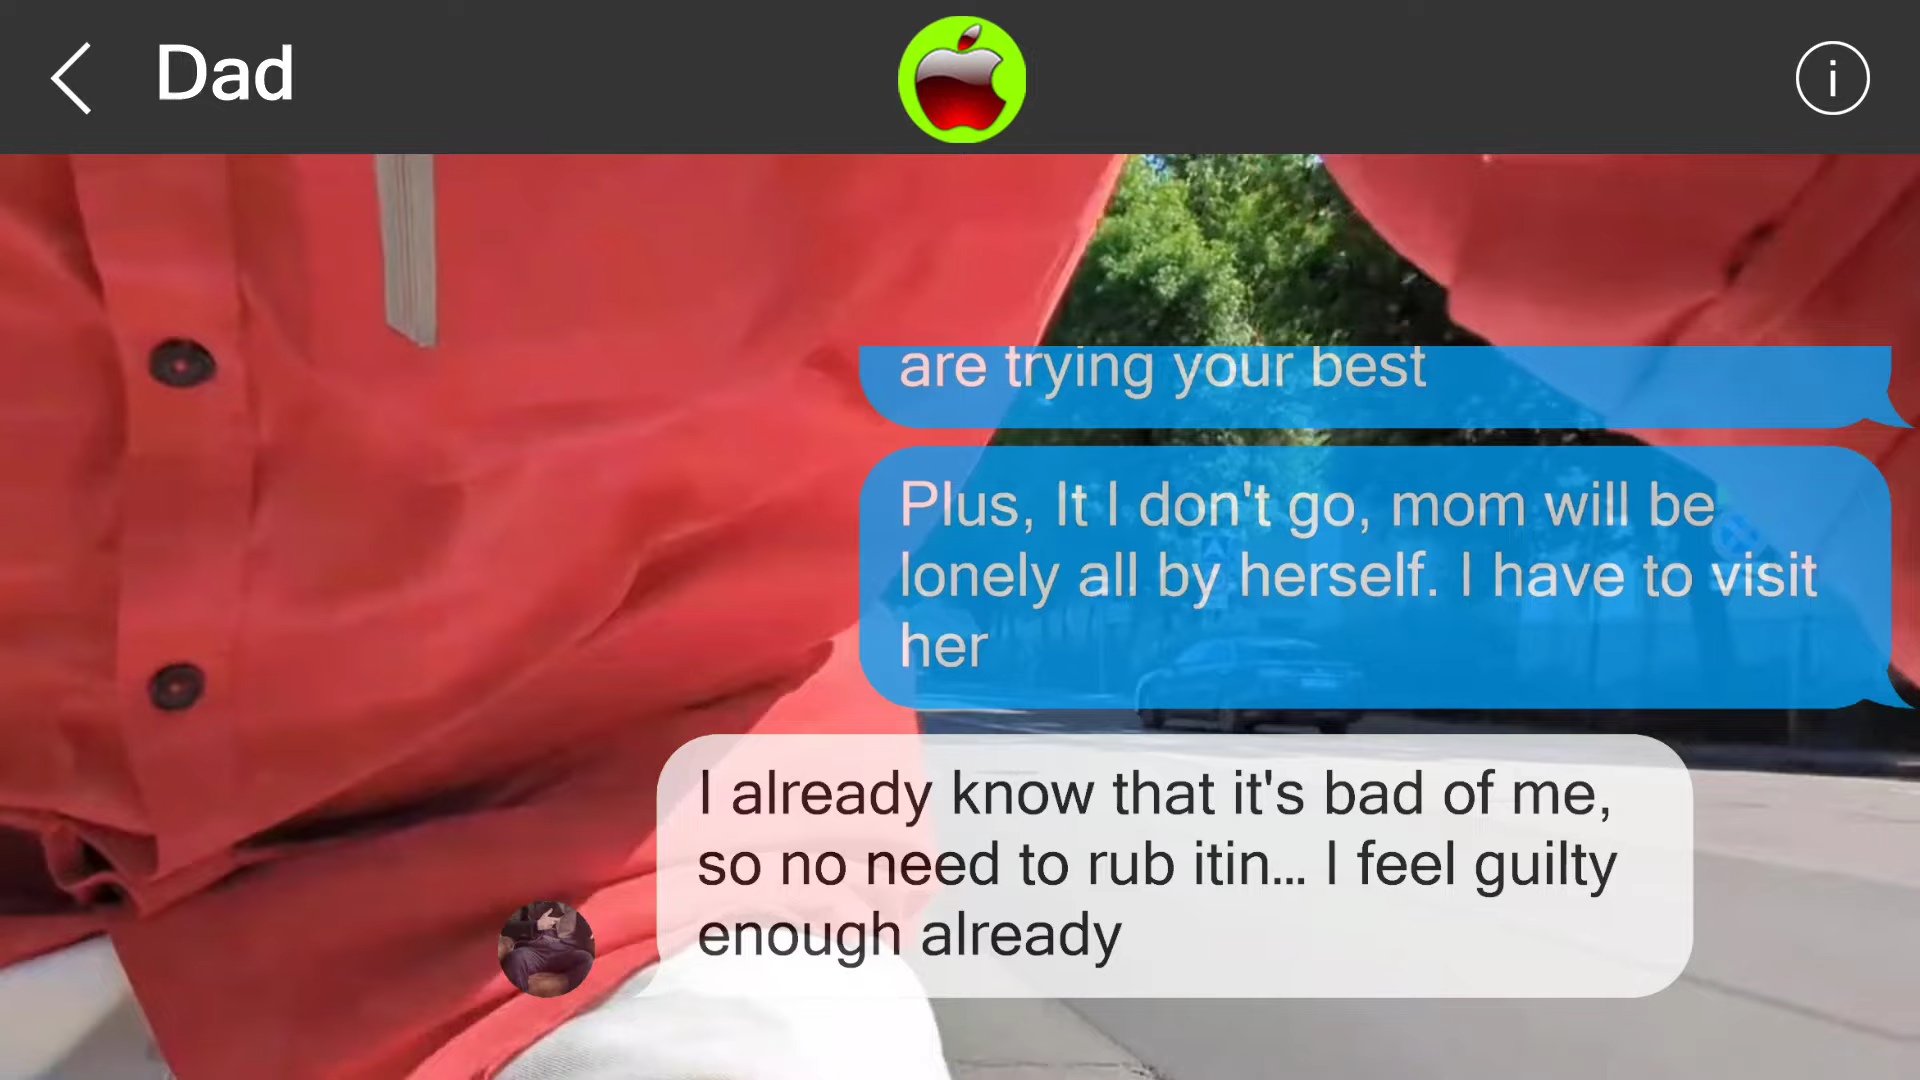 Dad
i
are trying your best
Plus, It I don't go, mom will be
lonely all by herself. I have to visit
her
I already know that it's bad of me,
so no need to rub itin... I feel guilty
enough already